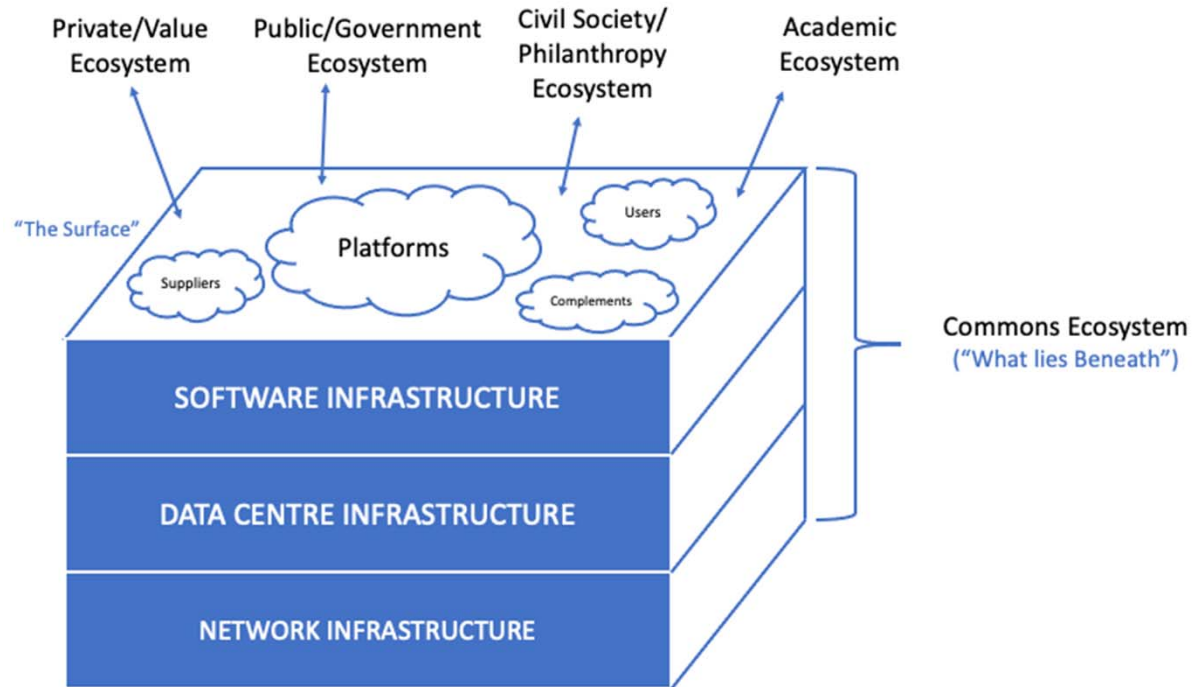 Private/Value
Ecosystem
Public/Government
Ecosystem
Civil Society/
Philanthropy
Ecosystem
Academic
Ecosystem
“The Surface”
Platforms
Users
Suppliers
Complements
SOFTWARE INFRASTRUCTURE
DATA CENTRE INFRASTRUCTURE
NETWORK INFRASTRUCTURE
Commons Ecosystem
(“What lies Beneath”)